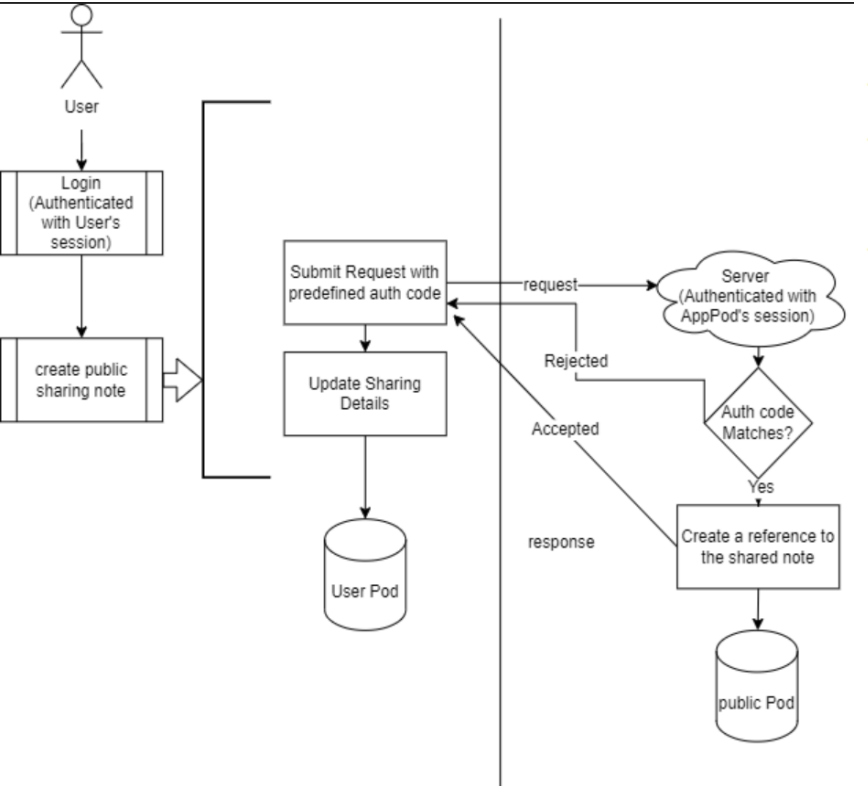 User
Login
(Authenticated
with User's
session)
create public
sharing note
Submit Request with
predefined auth code
Update Sharing
Details
User Pod
request
Rejected
Accepted
response
Server
(Authenticated with
AppPod's session)
Auth code
Matches?
Yes
Create a reference to
the shared note
public Pod